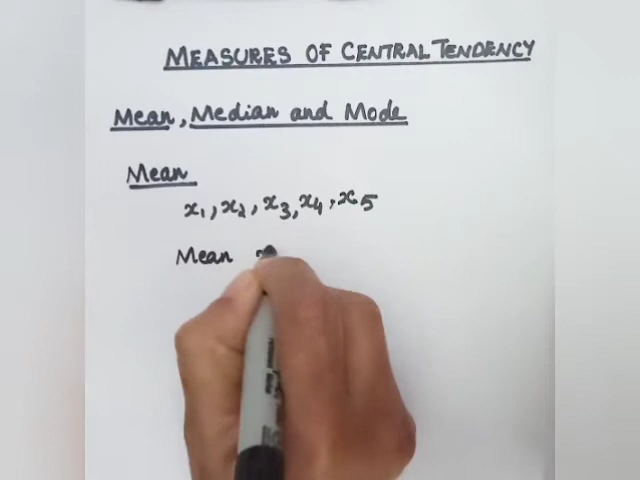 MEASURES OF CENTRAL TENDENCY
Mean, Median and Mode
Mean
x₁, x₂, x₃, x₄, x₅
Mean